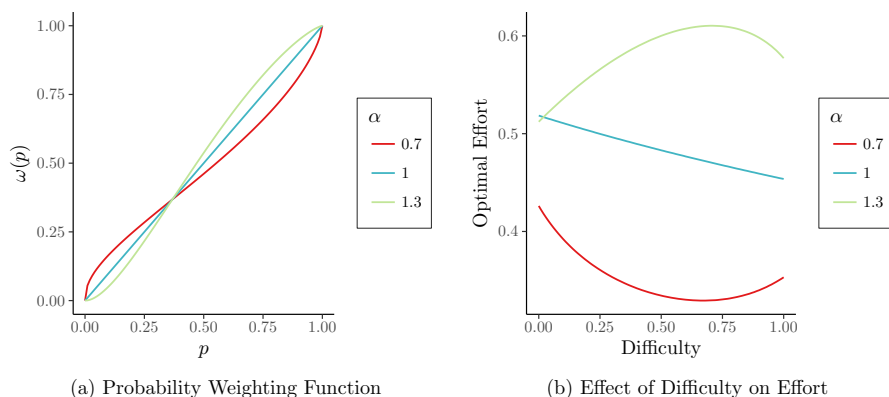 1.00
0.75
0.50
0.25
0.00
ω(p)
0.00 0.25 0.50 0.75 1.00
p
α
0.7
1
1.3
(a) Probability Weighting Function
0.6
0.5
0.4
Optimal Effort
0.00 0.25 0.50 0.75 1.00
Difficulty
α
0.7
1
1.3
(b) Effect of Difficulty on Effort